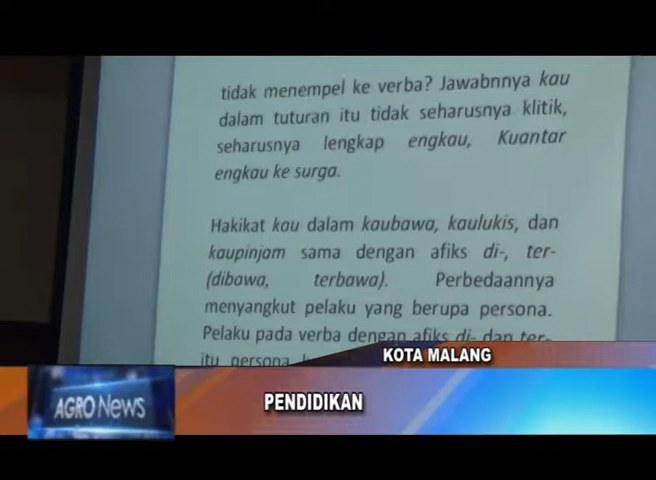 tidak menempel ke verba? Jawabnnya kau
dalam tuturan itu tidak seharusnya klitik,
seharusnya lengkap engkau, Kuantar
engkau ke surga.
Hakikat kau dalam kaubawa, kaulukis, dan
kaupinjam sama dengan afiks di-, ter-
(dibawa, terbawa). Perbedaannya
menyangkut pelaku yang berupa persona.
Pelaku pada verba dengan afiks di- dan ter-
itu persona
KOTA MALANG
AGRO NEWS
PENDIDIKAN